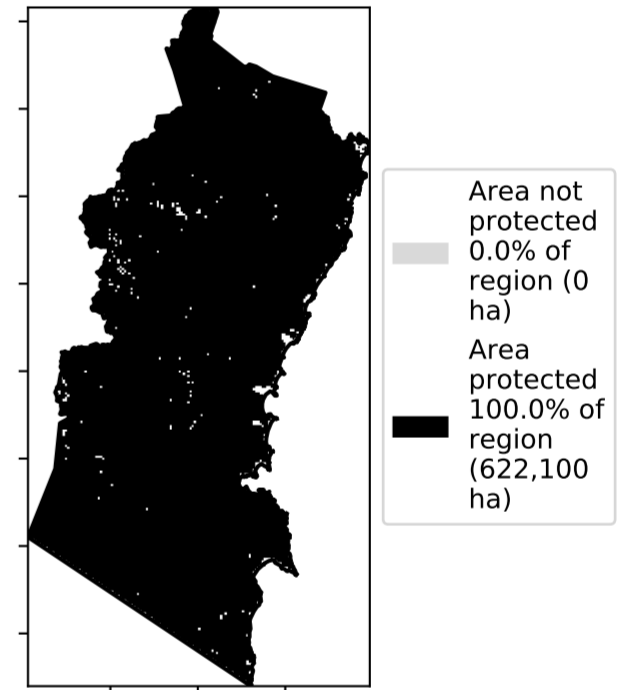 Area not
protected
0.0% of
region (0
ha)
Area
protected
100.0% of
region
(622,100
ha)